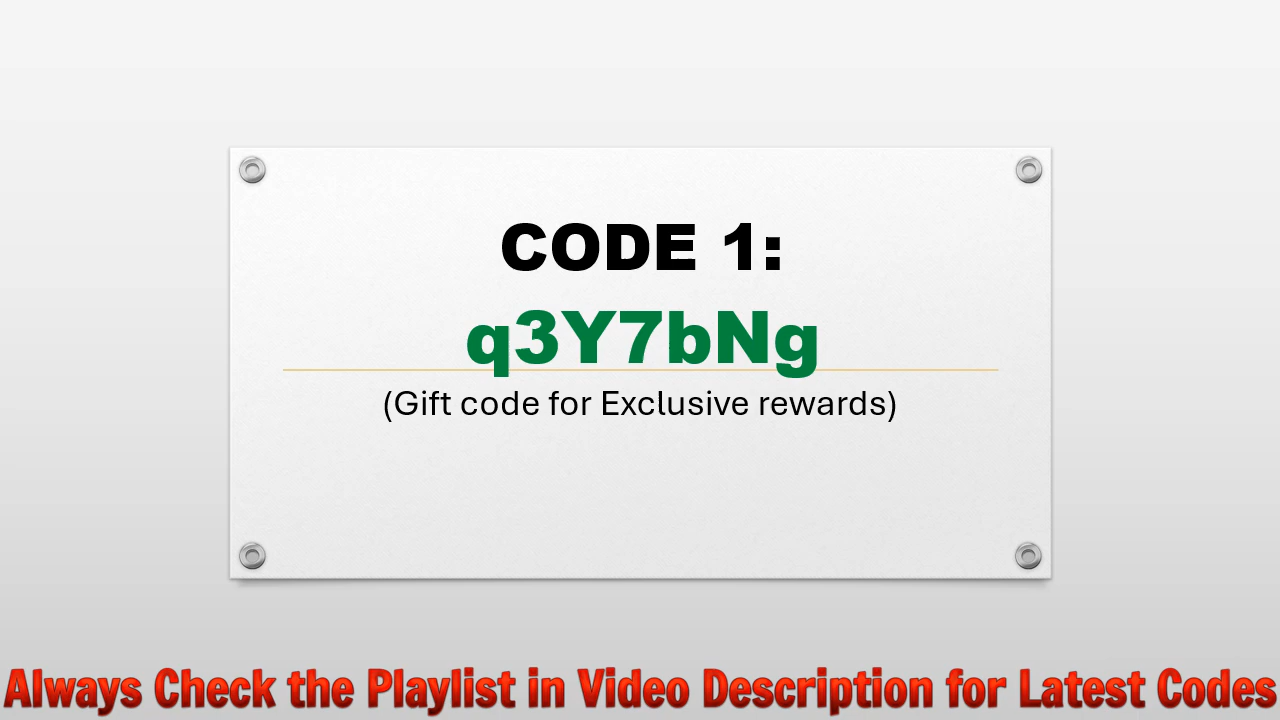 CODE 1:
q3Y7bNg
(Gift code for Exclusive rewards)
Always Check the Playlist in Video Description for Latest Codes